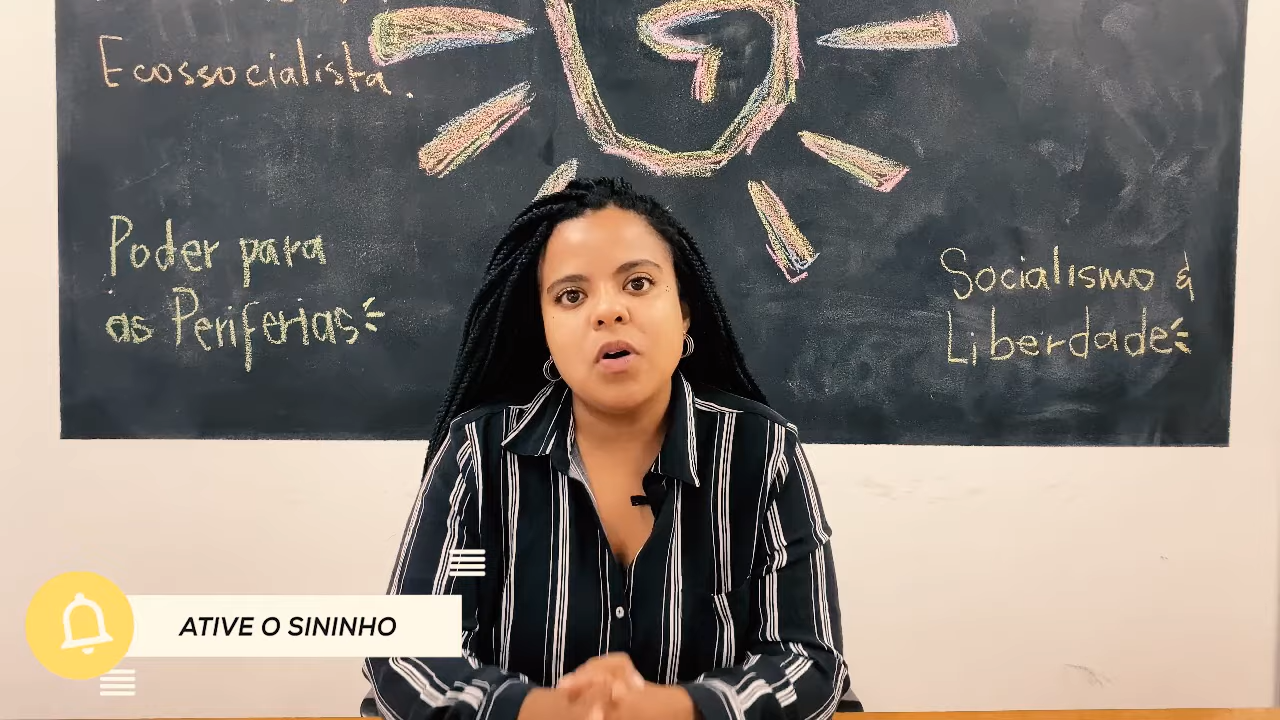 Ecossocialista.
Poder para
as Periferias
Socialismo &
Liberdade
ATIVE O SININHO